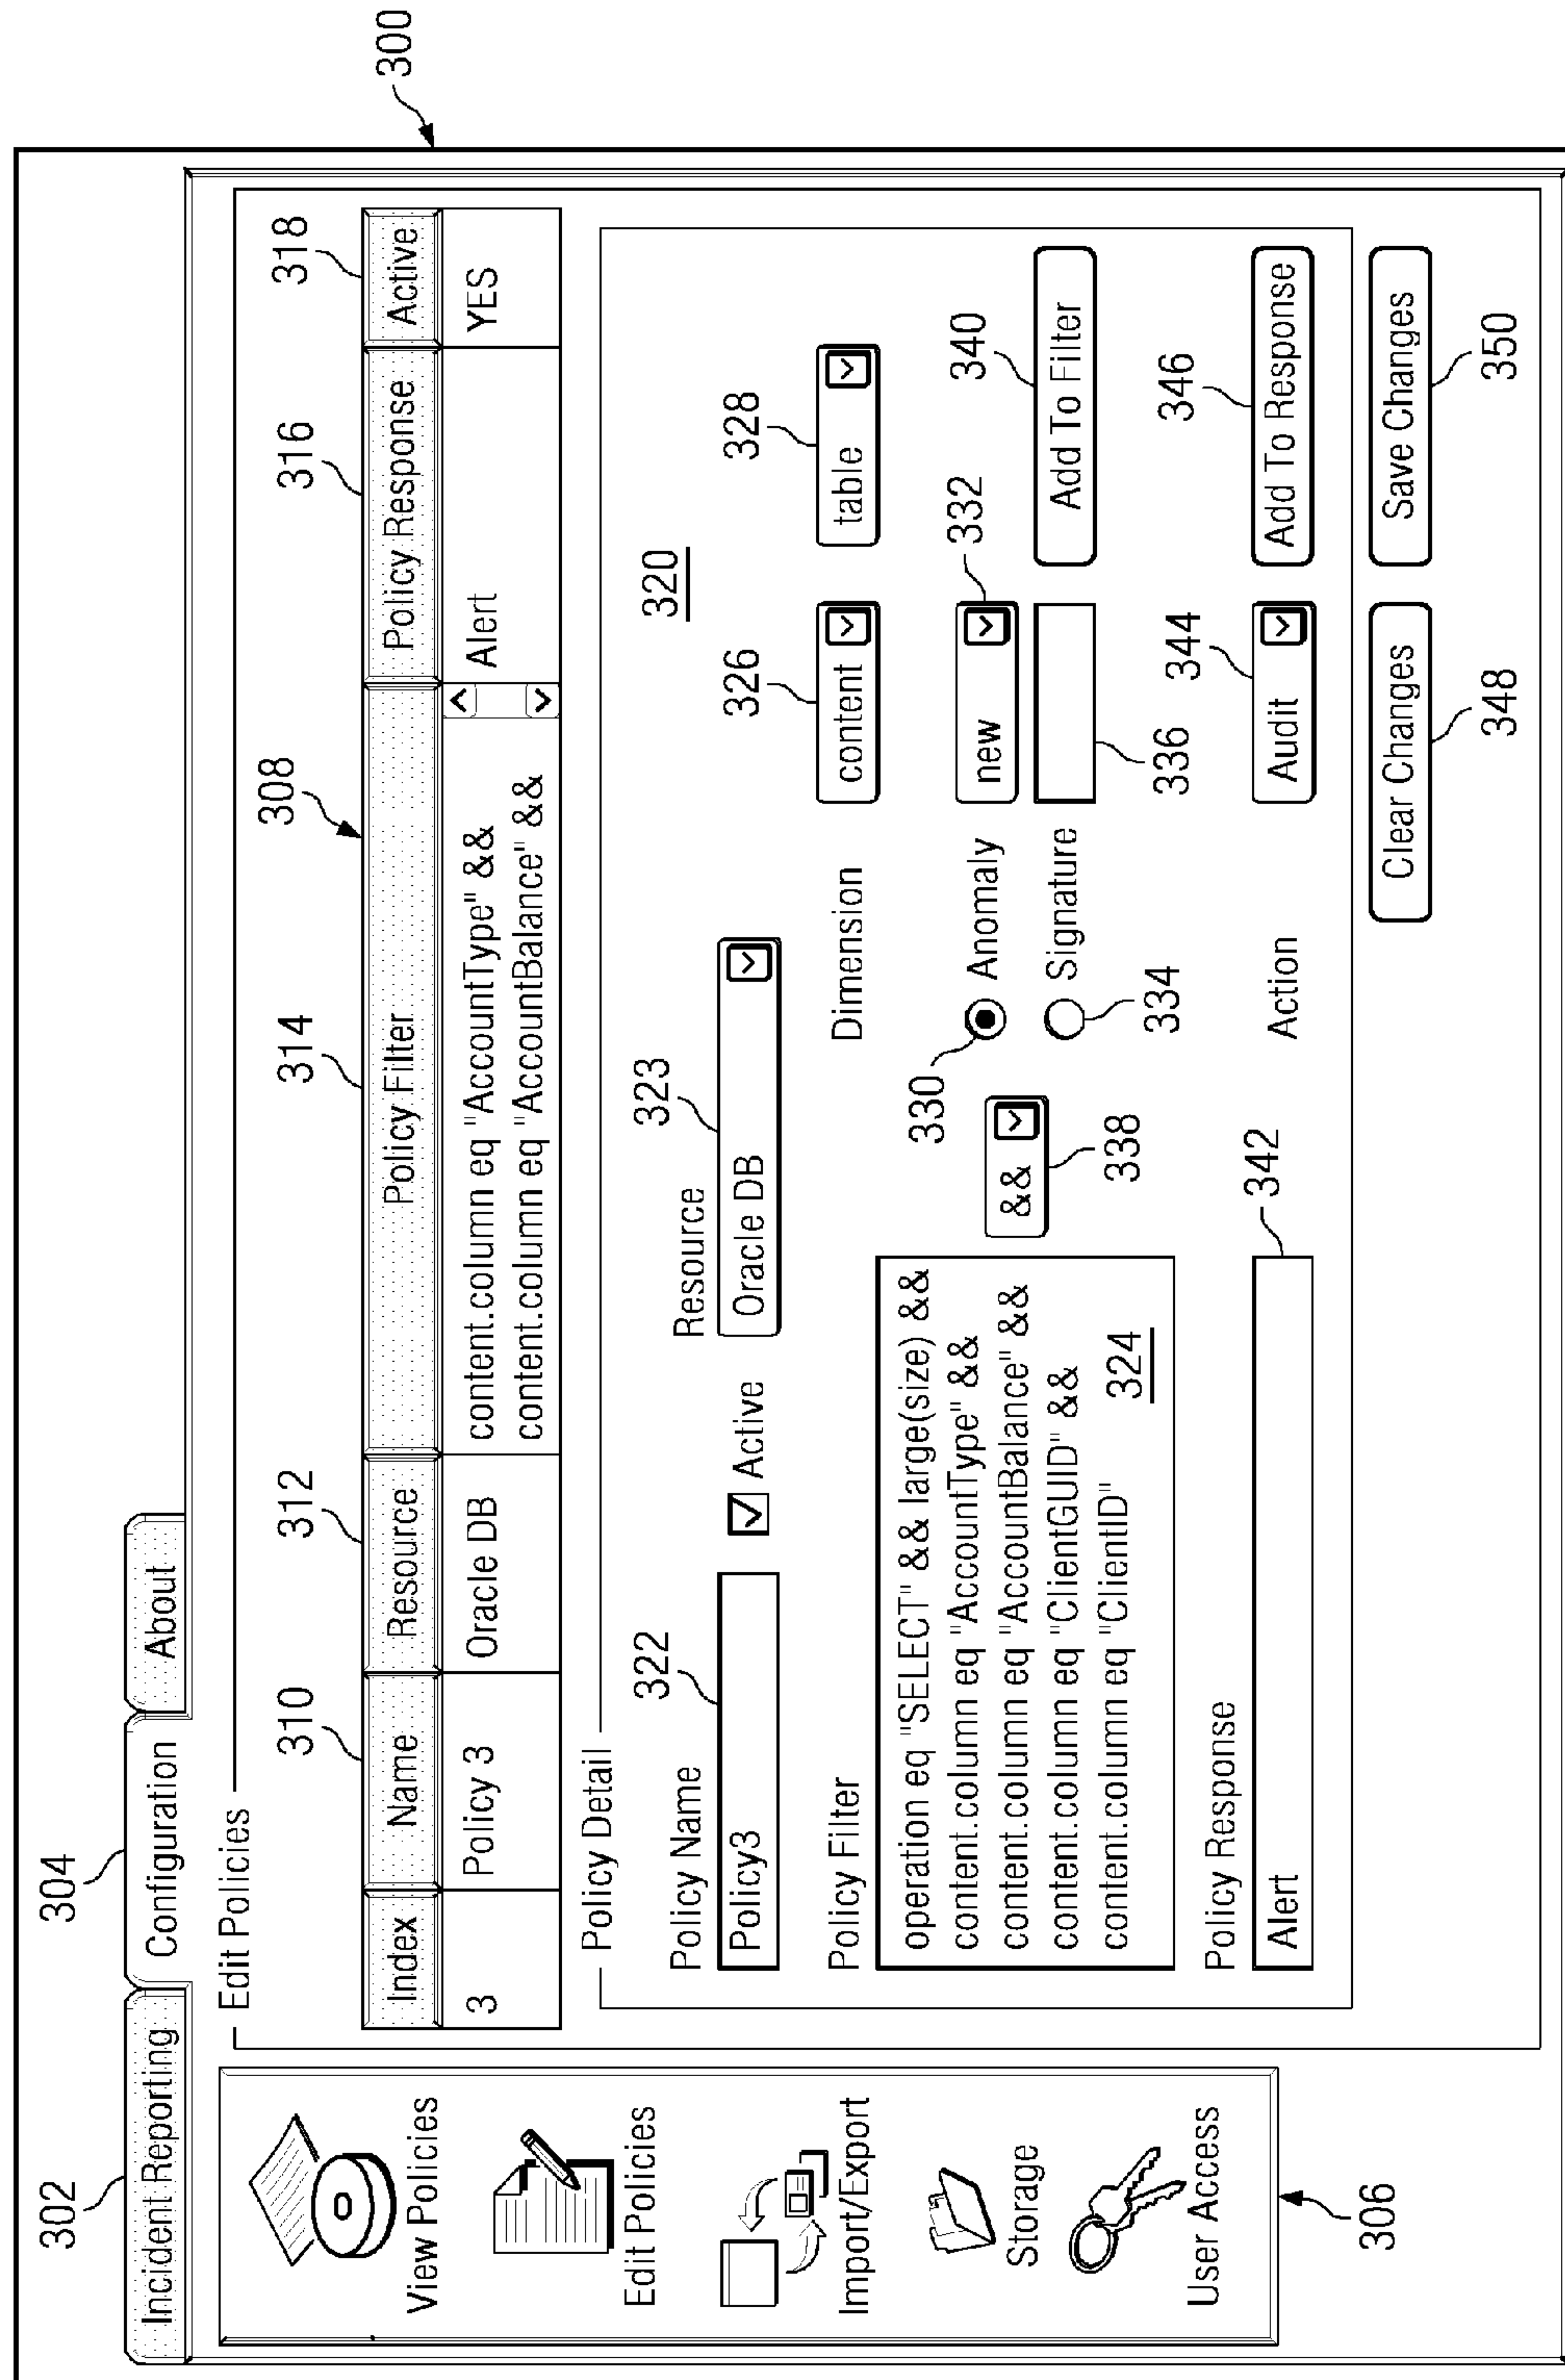 300
302
304
Incident Reporting
Configuration
About
View Policies
Edit Policies
Import/Export
Storage
User Access
306
Edit Policies
308
310
312
314
316
318
Index
Name
Resource
Policy Filter
Policy Response
Active
3
Policy 3
Oracle DB
content.column eq "AccountType" &&
content.column eq "AccountBalance" &&
Alert
YES
Policy Detail
320
322
323
Policy Name
Resource
Policy3
Active
Oracle DB
326
328
Dimension
content
table
Policy Filter
operation eq "SELECT" && large(size) &&
content.column eq "AccountType" &&
content.column eq "AccountBalance" &&
content.column eq "ClientGUID" &&
content.column eq "ClientID"
324
&&
338
330
Anomaly
new
332
Signature
334
336
340
Add To Filter
Policy Response
Alert
342
Action
344
Audit
346
Add To Response
Clear Changes
Save Changes
348
350